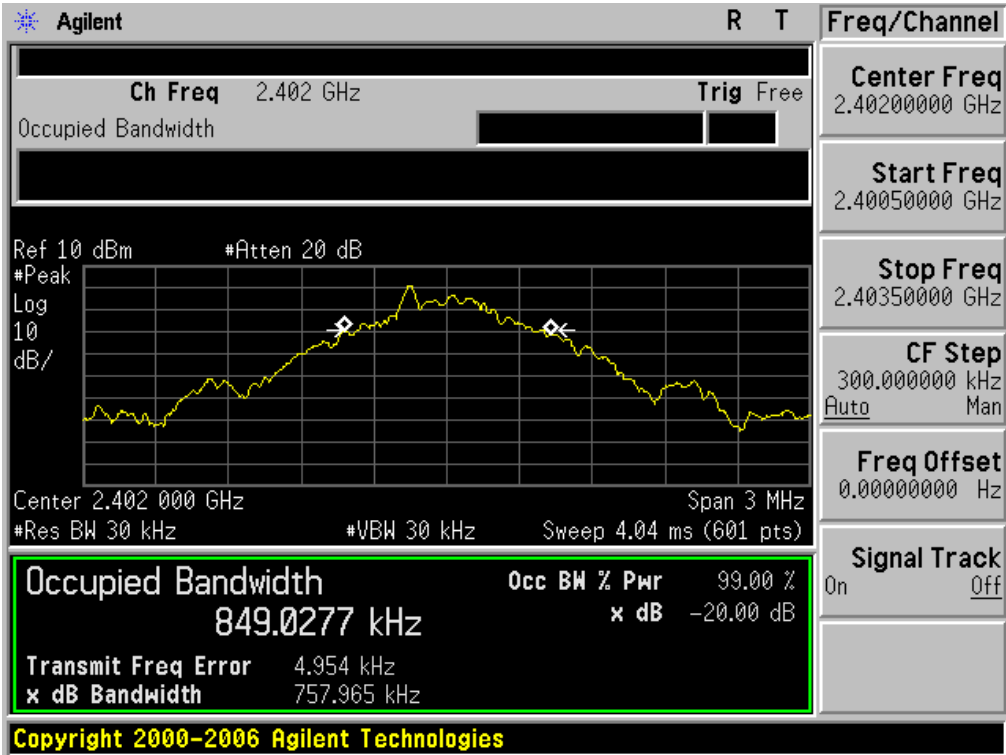 Agilent R T Freq/Channel
Ch Freq 2.402 GHz Trig Free
Occupied Bandwidth
Center Freq
2.40200000 GHz
Start Freq
2.40050000 GHz
Stop Freq
2.40350000 GHz
CF Step
300.000000 kHz
Auto Man
Freq Offset
0.00000000 Hz
Signal Track
On Off
Ref 10 dBm #Atten 20 dB
#Peak
Log
10
dB/
Center 2.402 000 GHz Span 3 MHz
#Res BW 30 kHz #VBW 30 kHz Sweep 4.04 ms (601 pts)
Occupied Bandwidth Occ BW % Pwr 99.00 %
849.0277 kHz x dB -20.00 dB
Transmit Freq Error 4.954 kHz
x dB Bandwidth 757.965 kHz
Copyright 2000-2006 Agilent Technologies